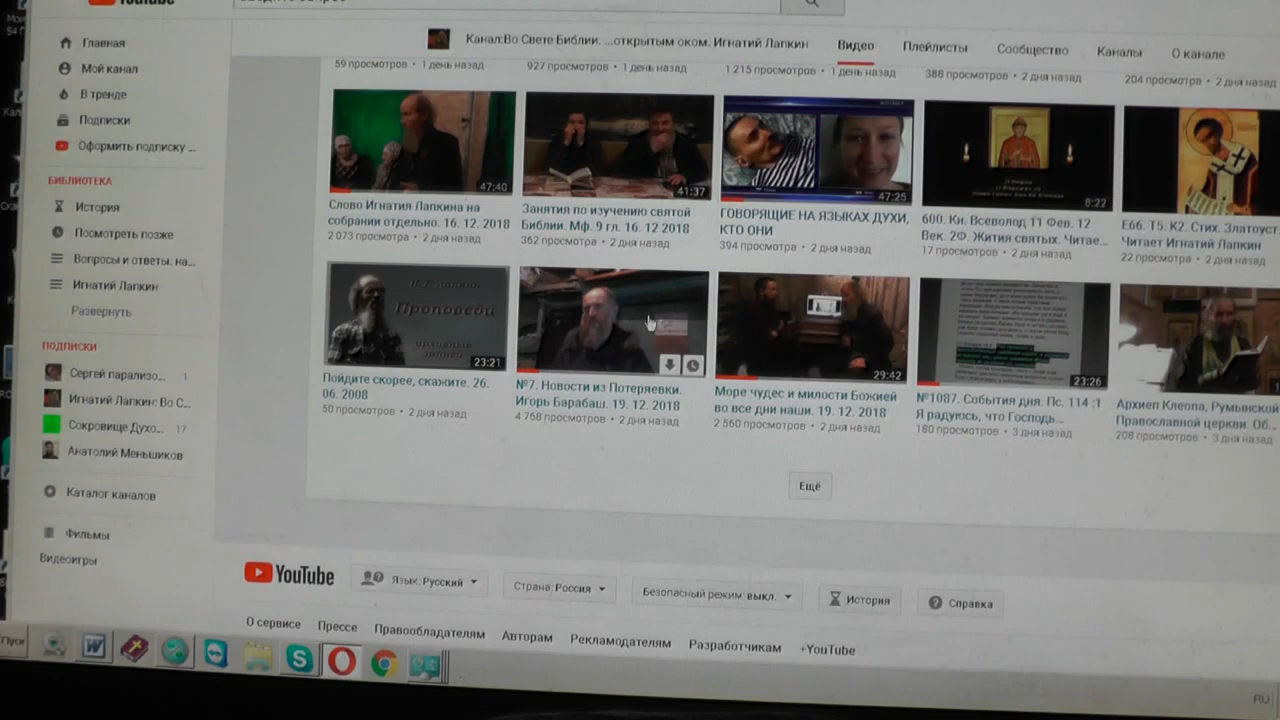 YouTube
Главная
Мой канал
В тренде
Подписки
Оформить подписку ...
БИБЛИОТЕКА
История
Посмотреть позже
Вопросы и ответы. на...
Игнатий Лапкин
Развернуть
ПОДПИСКИ
Сергей парализо... 1
Игнатий Лапкин: Во С...
Сокровище Духо... 17
Анатолий Меньшиков
Каталог каналов
Фильмы
Видеоигры
Канал:Во Свете Библии. ...открытым оком. Игнатий Лапкин
Видео Плейлисты Сообщество Каналы О канале
59 просмотров • 1 день назад
927 просмотров • 1 день назад
1 215 просмотров • 1 день назад
388 просмотров • 2 дня назад
204 просмотра • 2 дня назад
47:40
Слово Игнатия Лапкина на
собрании отдельно. 16. 12. 2018
2 073 просмотра • 2 дня назад
41:37
Занятия по изучению святой
Библии. Мф. 9 гл. 16. 12 2018
362 просмотра • 2 дня назад
47:25
ГОВОРЯЩИЕ НА ЯЗЫКАХ ДУХИ,
КТО ОНИ
394 просмотра • 2 дня назад
8:22
600. Кн. Всеволод 11 Фев. 12
Век. 2Ф. Жития святых. Читае...
17 просмотров • 2 дня назад
Е66. Т5. К2. Стих. Златоуст.
Читает Игнатий Лапкин
22 просмотра • 2 дня назад
Проповеди
архивные
записи
23:21
Пойдите скорее, скажите. 26.
06. 2008
50 просмотров • 2 дня назад
№7. Новости из Потеряевки.
Игорь Барабаш. 19. 12. 2018
4 768 просмотров • 2 дня назад
29:42
Море чудес и милости Божией
во все дни наши. 19. 12. 2018
2 560 просмотров • 2 дня назад
23:26
№1087. События дня. Пс. 114 :1
Я радуюсь, что Господь...
180 просмотров • 3 дня назад
Архиеп Клеопа, Румынской
Православной церкви. Об...
208 просмотров • 3 дня назад
Ещё
YouTube
Язык: Русский
Страна: Россия
Безопасный режим: выкл.
История
Справка
О сервисе Прессе Правообладателям Авторам Рекламодателям Разработчикам +YouTube
Пуск
RU